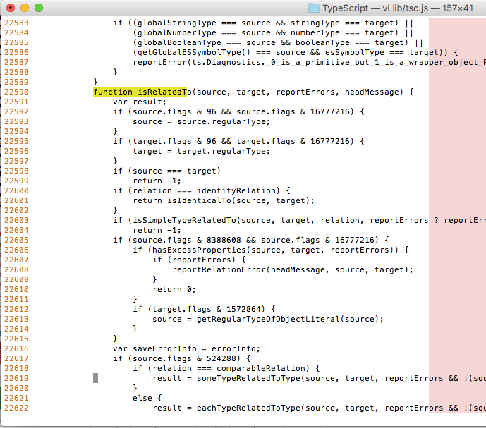 TypeScript — vi lib/tsc.js — 157×41
22583 if ((globalStringType === source && stringType === target) ||
22584 (globalNumberType === source && numberType === target) ||
22585 (globalBooleanType === source && booleanType === target) ||
22586 (getGlobalESSymbolType() === source && esSymbolType === target)) {
22587 reportError(ts.Diagnostics._0_is_a_primitive_but_1_is_a_wrapper_object_P
22588 }
22589 }
22590 function isRelatedTo(source, target, reportErrors, headMessage) {
22591 var result;
22592 if (source.flags & 96 && source.flags & 16777216) {
22593 source = source.regularType;
22594 }
22595 if (target.flags & 96 && target.flags & 16777216) {
22596 target = target.regularType;
22597 }
22598 if (source === target)
22599 return -1;
22600 if (relation === identityRelation) {
22601 return isIdenticalTo(source, target);
22602 }
22603 if (isSimpleTypeRelatedTo(source, target, relation, reportErrors ? reportErr
22604 return -1;
22605 if (source.flags & 8388608 && source.flags & 16777216) {
22606 if (hasExcessProperties(source, target, reportErrors)) {
22607 if (reportErrors) {
22608 reportRelationError(headMessage, source, target);
22609 }
22610 return 0;
22611 }
22612 if (target.flags & 1572864) {
22613 source = getRegularTypeOfObjectLiteral(source);
22614 }
22615 }
22616 var saveErrorInfo = errorInfo;
22617 if (source.flags & 524288) {
22618 if (relation === comparableRelation) {
22619 result = someTypeRelatedToType(source, target, reportErrors && !(sou
22620 }
22621 else {
22622 result = eachTypeRelatedToType(source, target, reportErrors && !(sou